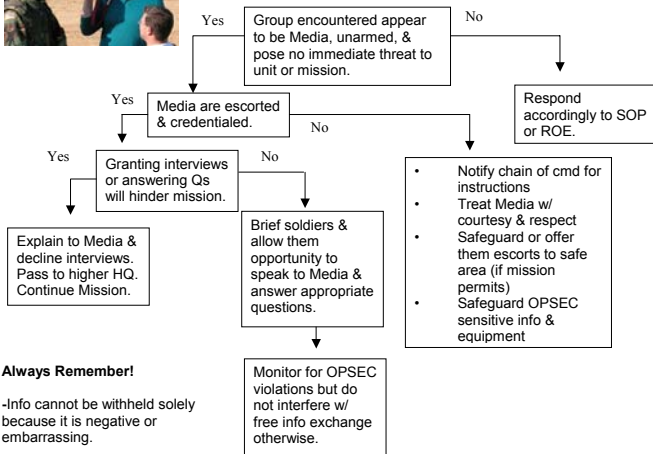 Yes
Group encountered appear
to be Media, unarmed, &
pose no immediate threat to
unit or mission.
No
Yes
Media are escorted
& credentialed.
No
Respond
accordingly to SOP
or ROE.
Yes
Granting interviews
or answering Qs
will hinder mission.
No
• Notify chain of cmd for
instructions
• Treat Media w/
courtesy & respect
• Safeguard or offer
them escorts to safe
area (if mission
permits)
• Safeguard OPSEC
sensitive info &
equipment
Explain to Media &
decline interviews.
Pass to higher HQ.
Continue Mission.
Brief soldiers &
allow them
opportunity to
speak to Media &
answer appropriate
questions.
Monitor for OPSEC
violations but do
not interfere w/
free info exchange
otherwise.
Always Remember!
-Info cannot be withheld solely
because it is negative or
embarrassing.